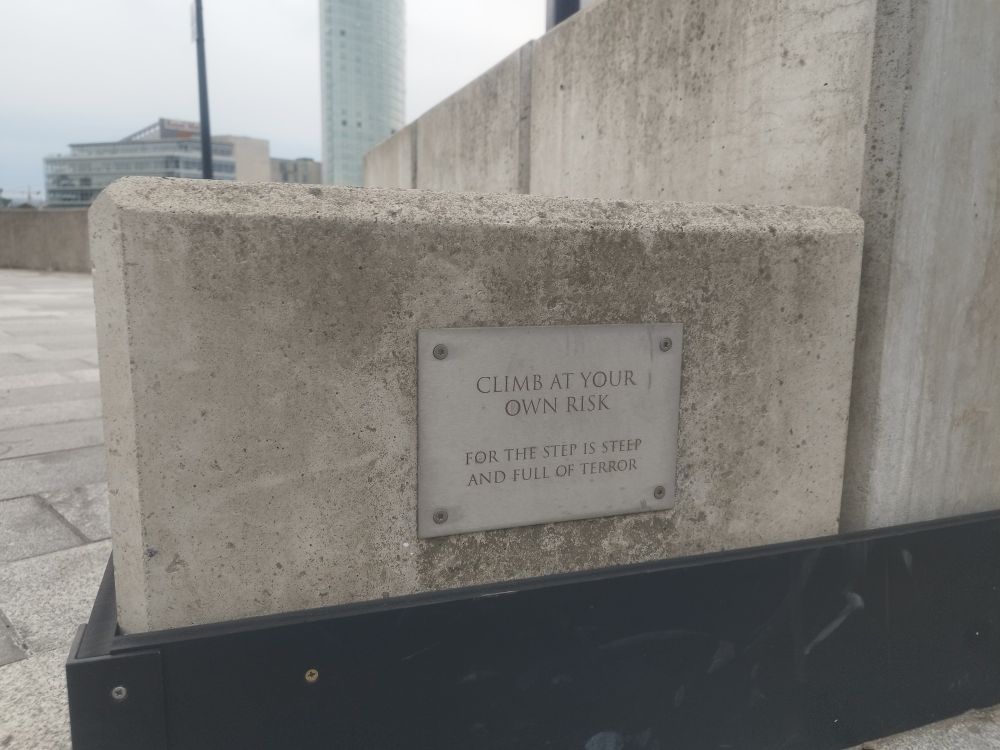 CLIMB AT YOUR
OWN RISK
FOR THE STEP IS STEEP
AND FULL OF TERROR